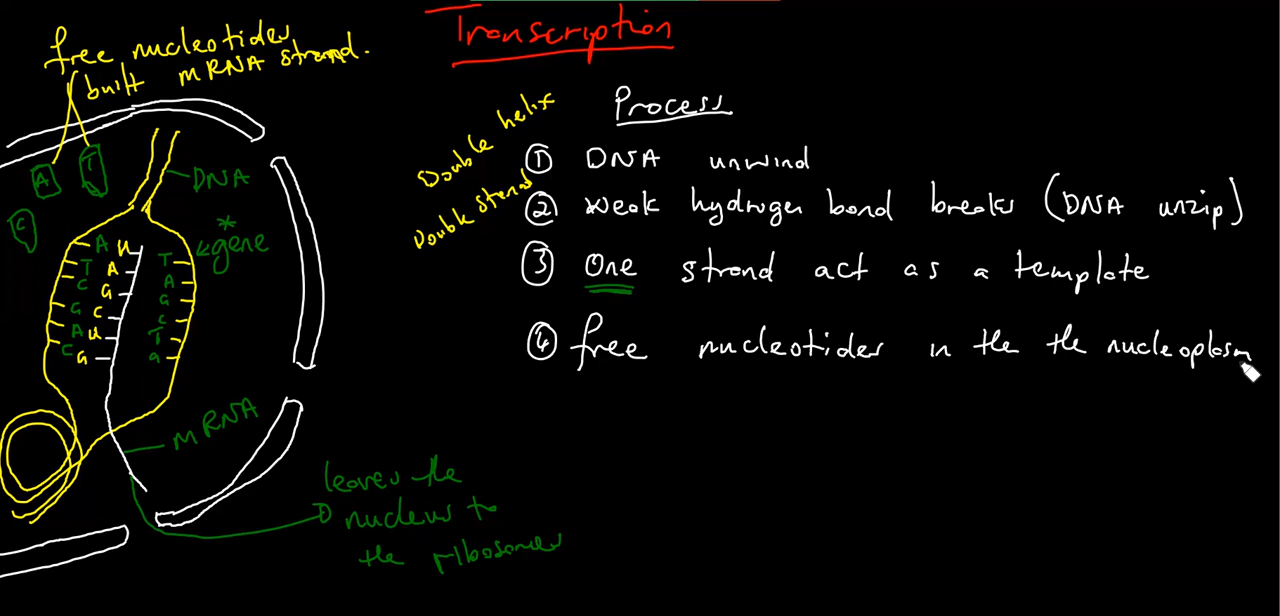 Transcription
free nucleotides
built mRNA strand.
Process
Double helix
Double strand
① DNA unwind
② weak hydrogen bond breaks (DNA unzip)
③ One strand act as a template
④ free nucleotides in the the nucleoplasm
A
T
C
DNA
*
gene
A U T
T A A
C G G
G C C
A U T
C G G
mRNA
leaves the
nucleus to
the ribosomes